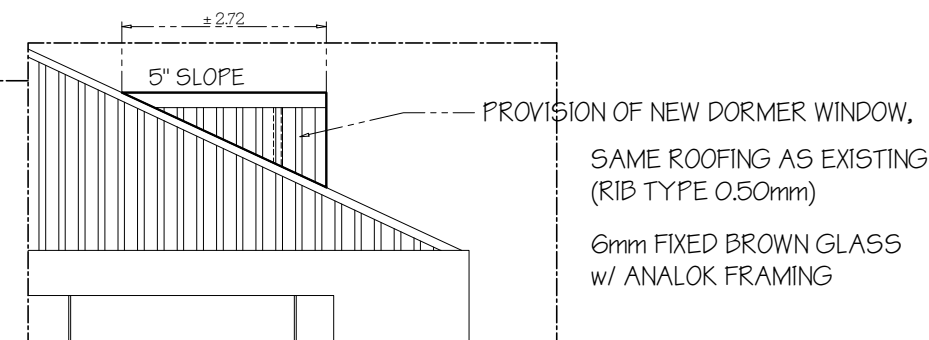 ± 2.72
5" SLOPE
PROVISION OF NEW DORMER WINDOW,
SAME ROOFING AS EXISTING
(RIB TYPE 0.50mm)
6mm FIXED BROWN GLASS
w/ ANALOK FRAMING